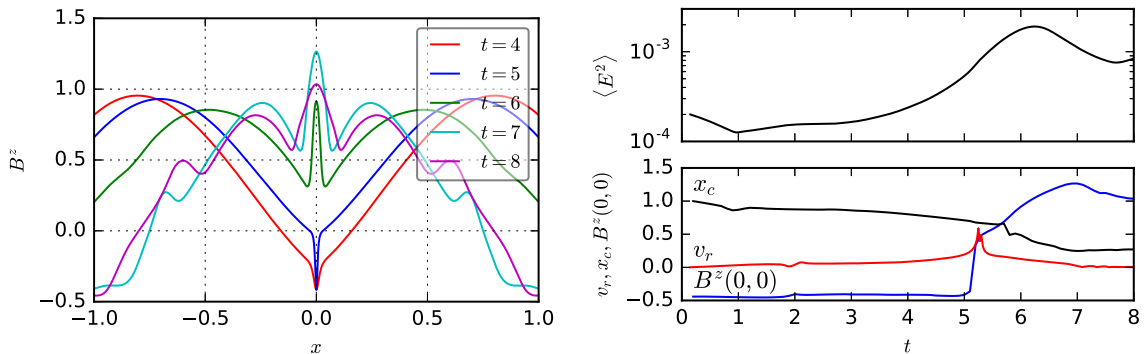 1.5
1.0
0.5
0.0
−0.5
−1.0
−0.5
0.0
0.5
1.0
x
B^z
t = 4
t = 5
t = 6
t = 7
t = 8
10^-3
10^-4
⟨E^2⟩
1.5
1.0
0.5
0.0
−0.5
v_r, x_c, B^z(0,0)
x_c
v_r
B^z(0,0)
0
1
2
3
4
5
6
7
8
t